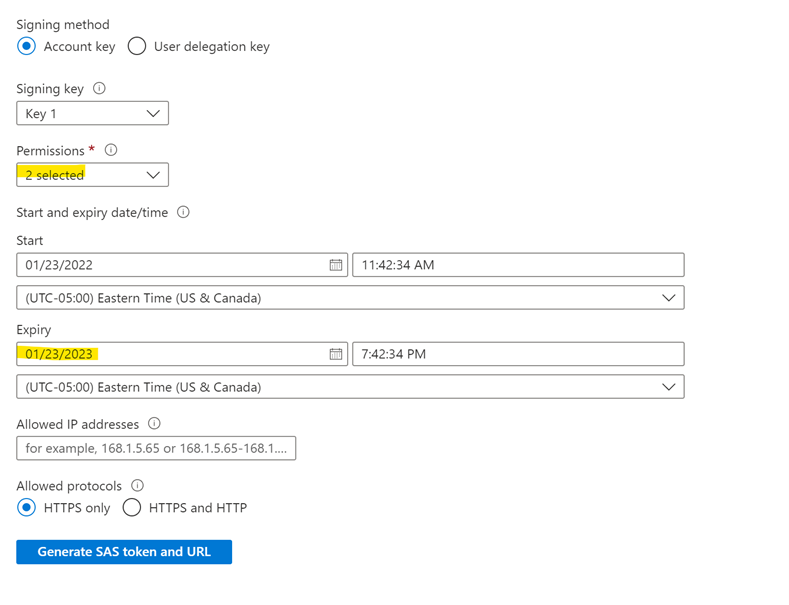 Signing method
Account key User delegation key
Signing key
Key 1
Permissions *
2 selected
Start and expiry date/time
Start
01/23/2022 11:42:34 AM
(UTC-05:00) Eastern Time (US & Canada)
Expiry
01/23/2023 7:42:34 PM
(UTC-05:00) Eastern Time (US & Canada)
Allowed IP addresses
for example, 168.1.5.65 or 168.1.5.65-168.1....
Allowed protocols
HTTPS only HTTPS and HTTP
Generate SAS token and URL